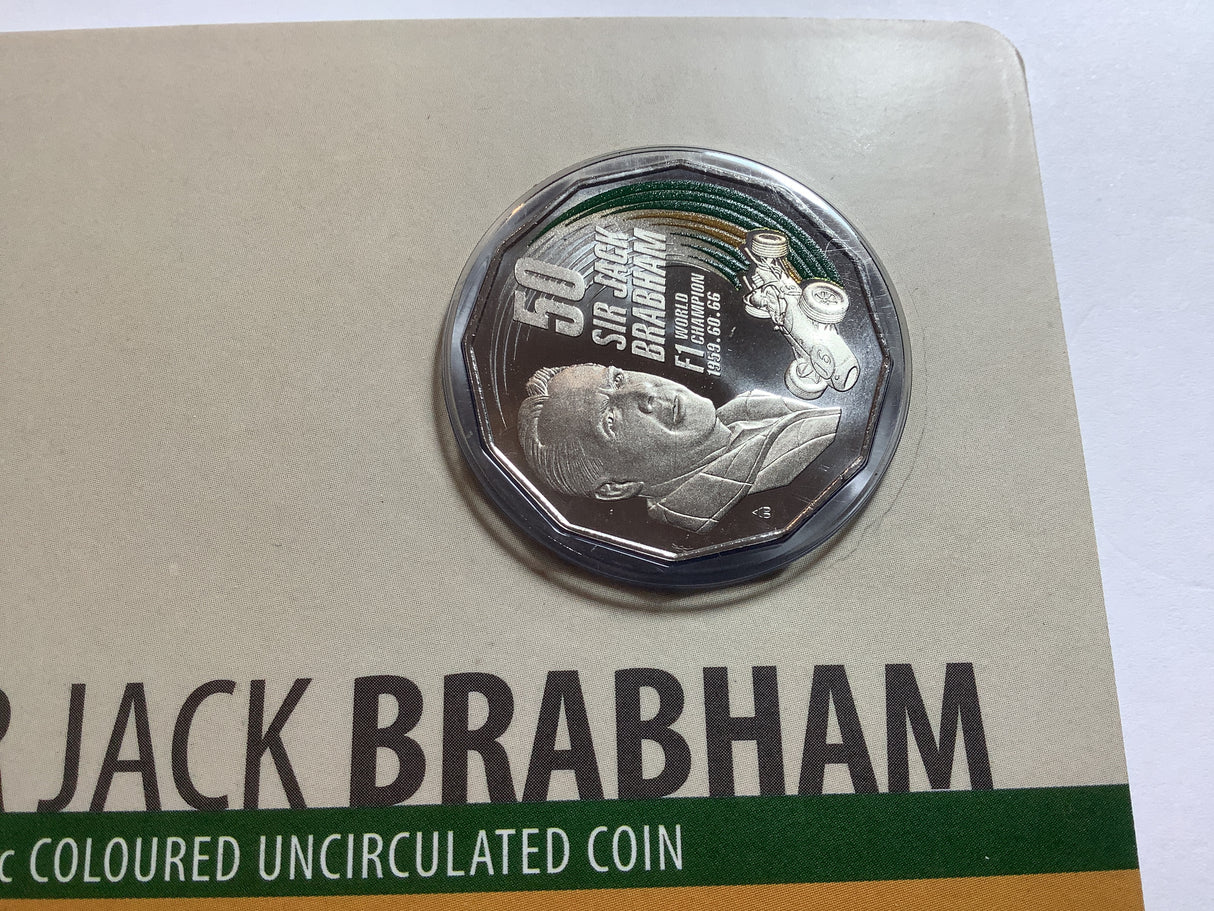 50
SIR JACK
BRABHAM
F1 WORLD
CHAMPION
1959.60.66
R JACK BRABHAM
c COLOURED UNCIRCULATED COIN